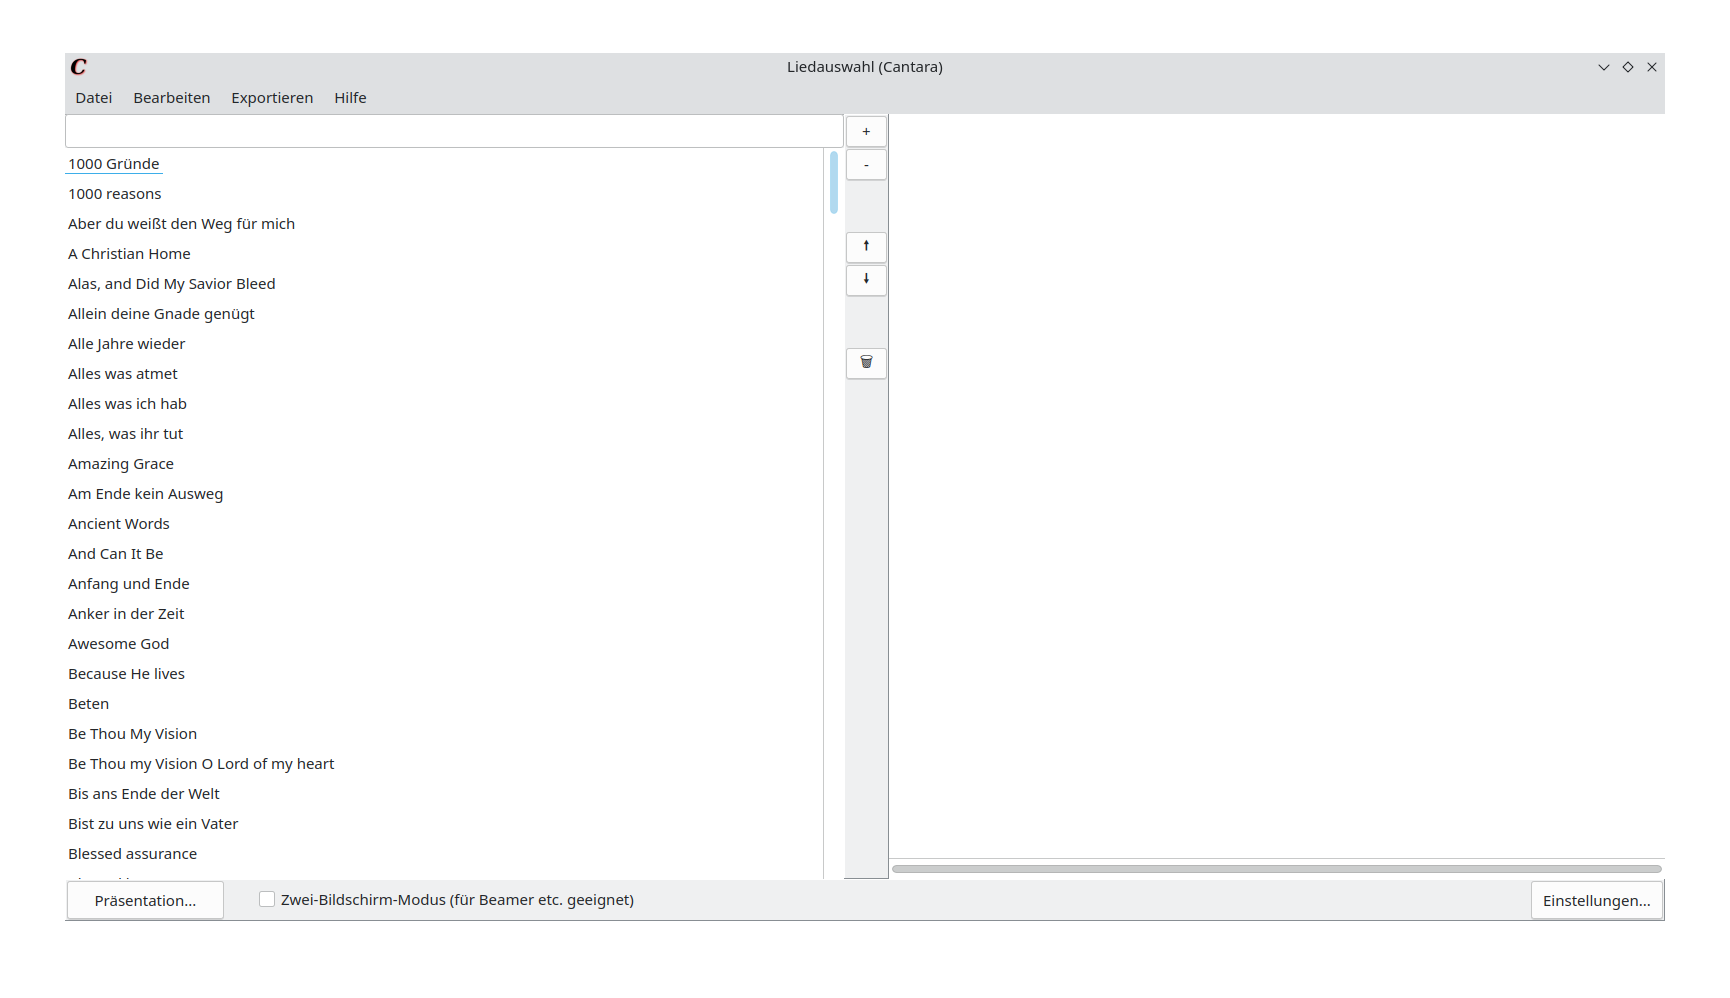 C
Liedauswahl (Cantara)
Datei Bearbeiten Exportieren Hilfe
+
-
1000 Gründe
1000 reasons
Aber du weißt den Weg für mich
A Christian Home
Alas, and Did My Savior Bleed
Allein deine Gnade genügt
Alle Jahre wieder
Alles was atmet
Alles was ich hab
Alles, was ihr tut
Amazing Grace
Am Ende kein Ausweg
Ancient Words
And Can It Be
Anfang und Ende
Anker in der Zeit
Awesome God
Because He lives
Beten
Be Thou My Vision
Be Thou my Vision O Lord of my heart
Bis ans Ende der Welt
Bist zu uns wie ein Vater
Blessed assurance
Präsentation...
Zwei-Bildschirm-Modus (für Beamer etc. geeignet)
Einstellungen...